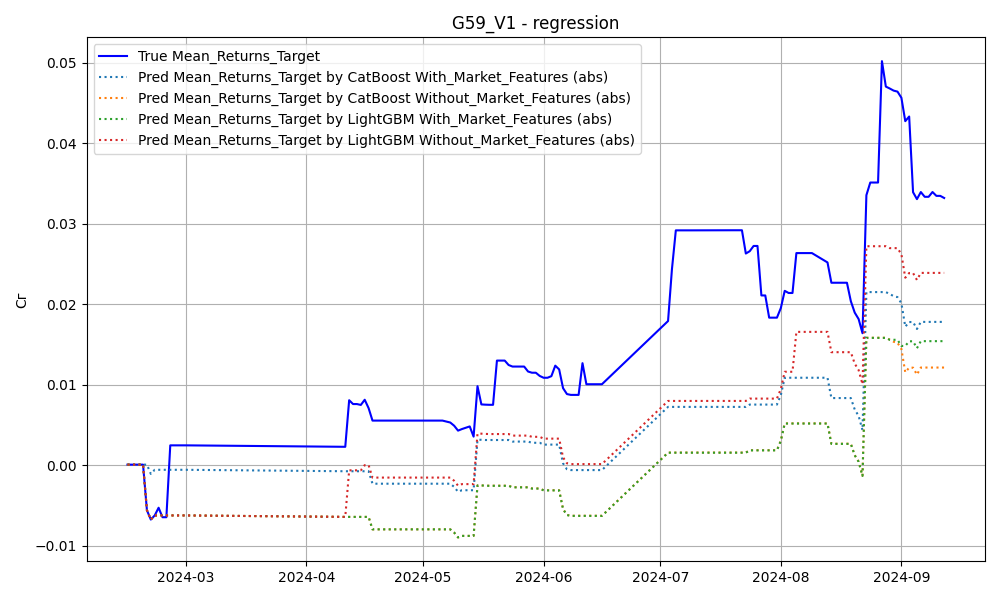 G59_V1 - regression
True Mean_Returns_Target
Pred Mean_Returns_Target by CatBoost With_Market_Features (abs)
Pred Mean_Returns_Target by CatBoost Without_Market_Features (abs)
Pred Mean_Returns_Target by LightGBM With_Market_Features (abs)
Pred Mean_Returns_Target by LightGBM Without_Market_Features (abs)
Cr
0.05
0.04
0.03
0.02
0.01
0.00
−0.01
2024-03
2024-04
2024-05
2024-06
2024-07
2024-08
2024-09